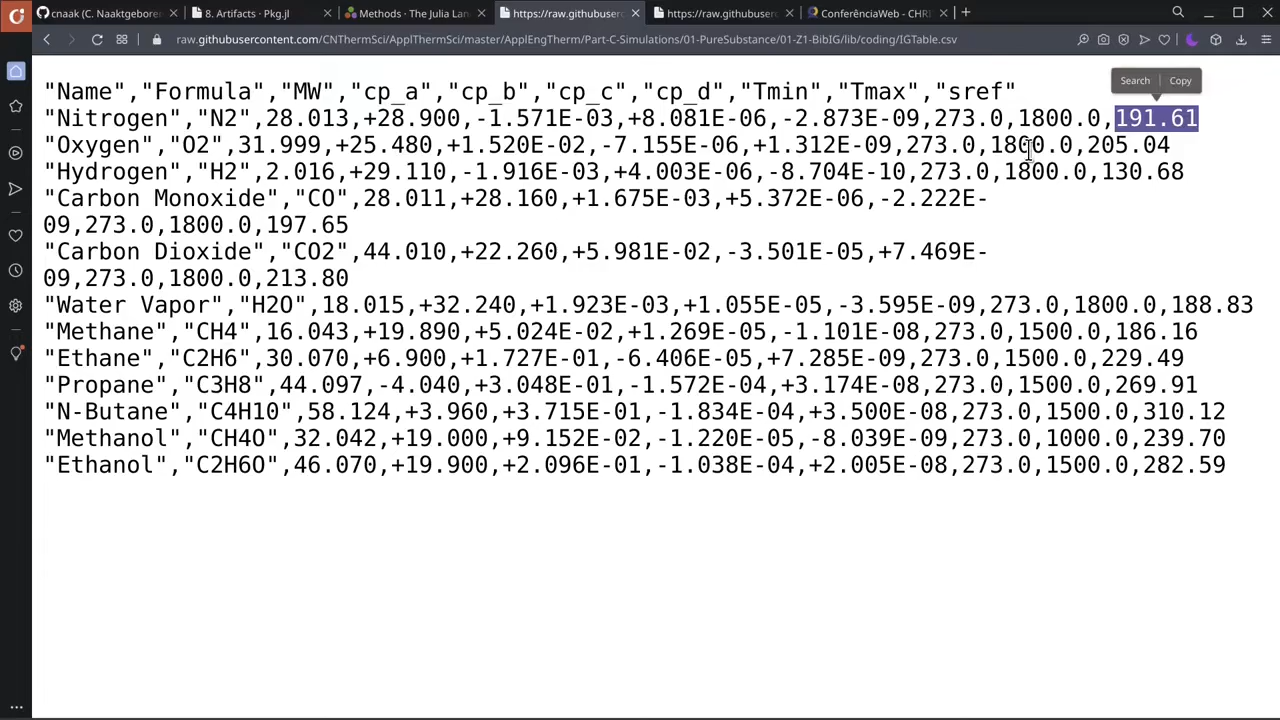 cnaak (C. Naaktgebore
8. Artifacts · Pkg.jl
Methods · The Julia Lan
https://raw.githubuserc
https://raw.githubuserc
ConferênciaWeb - CHRI
raw.githubusercontent.com/CNThermSci/ApplThermSci/master/ApplEngTherm/Part-C-Simulations/01-PureSubstance/01-Z1-BibIG/lib/coding/IGTable.csv
Search
Copy
"Name","Formula","MW","cp_a","cp_b","cp_c","cp_d","Tmin","Tmax","sref"
"Nitrogen","N2",28.013,+28.900,-1.571E-03,+8.081E-06,-2.873E-09,273.0,1800.0,191.61
"Oxygen","O2",31.999,+25.480,+1.520E-02,-7.155E-06,+1.312E-09,273.0,1800.0,205.04
"Hydrogen","H2",2.016,+29.110,-1.916E-03,+4.003E-06,-8.704E-10,273.0,1800.0,130.68
"Carbon Monoxide","CO",28.011,+28.160,+1.675E-03,+5.372E-06,-2.222E-
09,273.0,1800.0,197.65
"Carbon Dioxide","CO2",44.010,+22.260,+5.981E-02,-3.501E-05,+7.469E-
09,273.0,1800.0,213.80
"Water Vapor","H2O",18.015,+32.240,+1.923E-03,+1.055E-05,-3.595E-09,273.0,1800.0,188.83
"Methane","CH4",16.043,+19.890,+5.024E-02,+1.269E-05,-1.101E-08,273.0,1500.0,186.16
"Ethane","C2H6",30.070,+6.900,+1.727E-01,-6.406E-05,+7.285E-09,273.0,1500.0,229.49
"Propane","C3H8",44.097,-4.040,+3.048E-01,-1.572E-04,+3.174E-08,273.0,1500.0,269.91
"N-Butane","C4H10",58.124,+3.960,+3.715E-01,-1.834E-04,+3.500E-08,273.0,1500.0,310.12
"Methanol","CH4O",32.042,+19.000,+9.152E-02,-1.220E-05,-8.039E-09,273.0,1000.0,239.70
"Ethanol","C2H6O",46.070,+19.900,+2.096E-01,-1.038E-04,+2.005E-08,273.0,1500.0,282.59